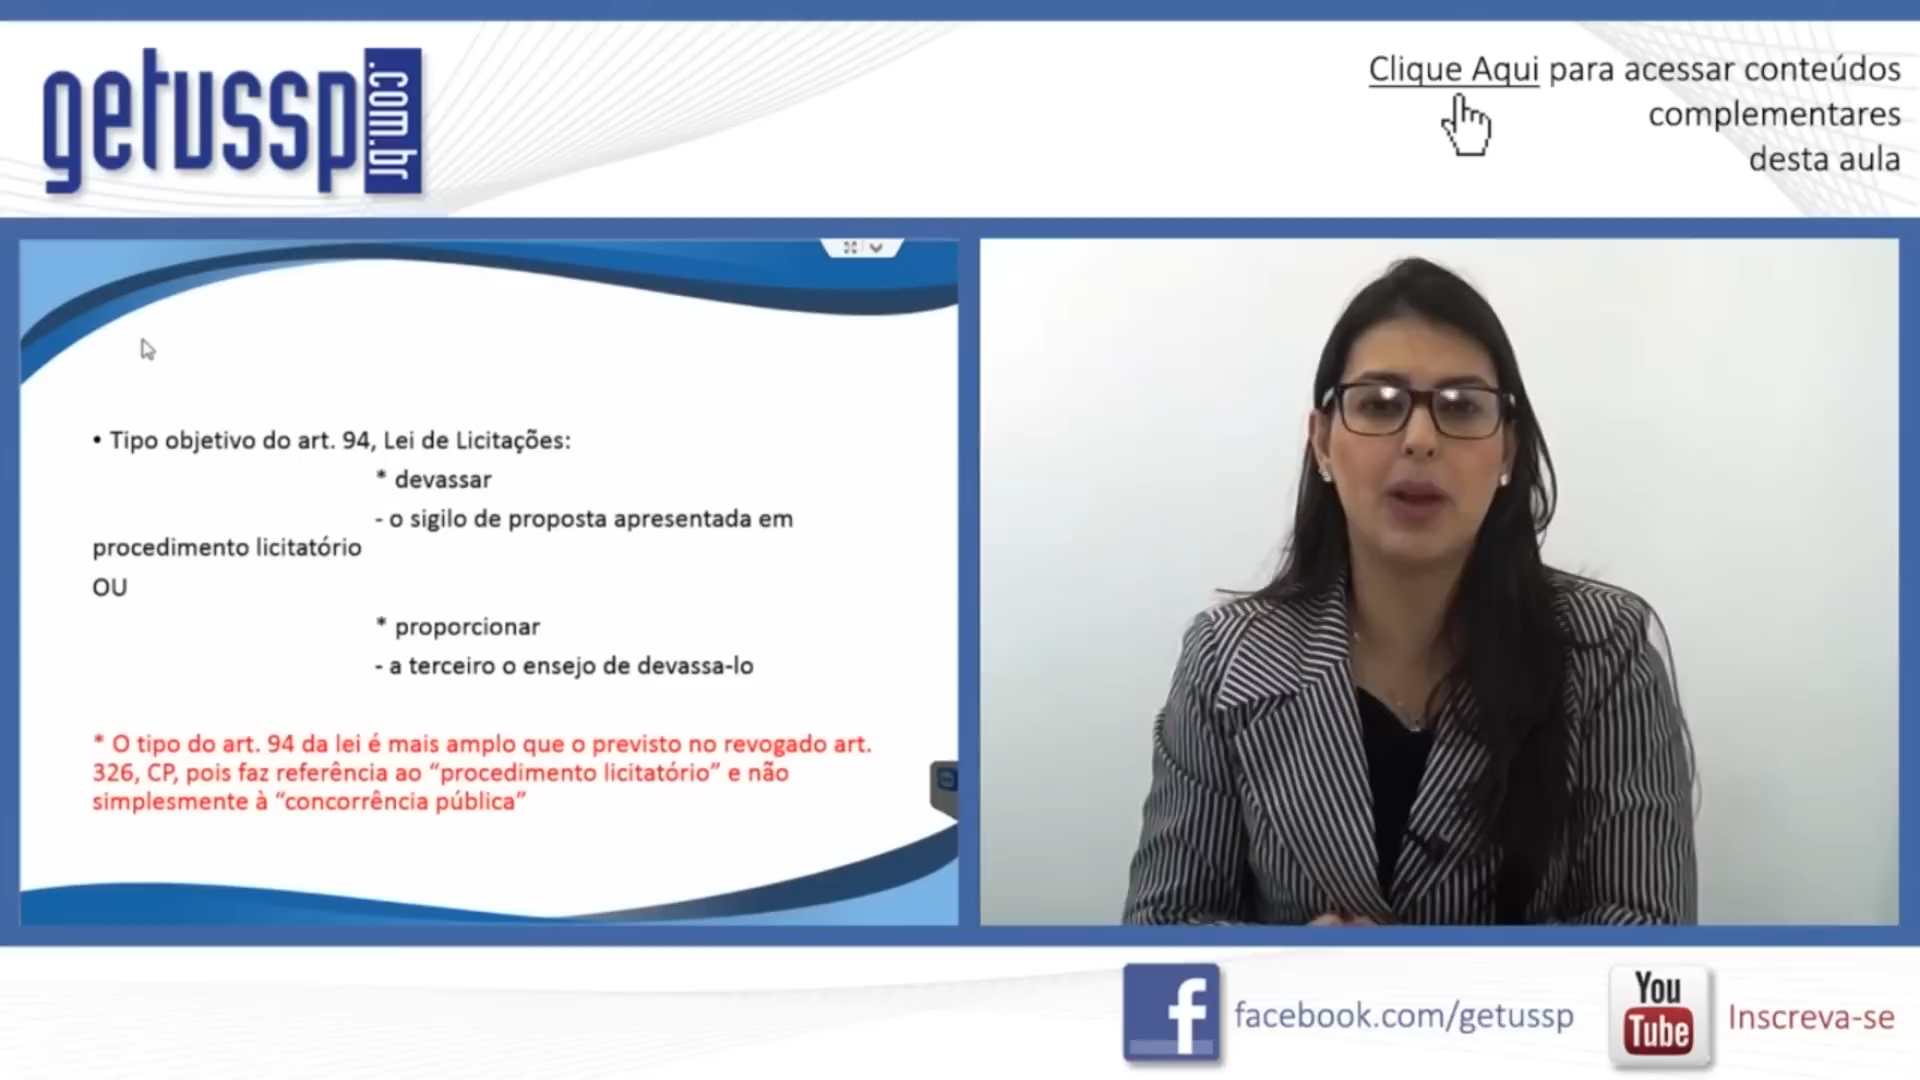 getussp.com.br
Clique Aqui para acessar conteúdos
complementares
desta aula
• Tipo objetivo do art. 94, Lei de Licitações:
* devassar
- o sigilo de proposta apresentada em
procedimento licitatório
OU
* proporcionar
- a terceiro o ensejo de devassa-lo
* O tipo do art. 94 da lei é mais amplo que o previsto no revogado art.
326, CP, pois faz referência ao “procedimento licitatório” e não
simplesmente à “concorrência pública”
f facebook.com/getussp
You
Tube
Inscreva-se